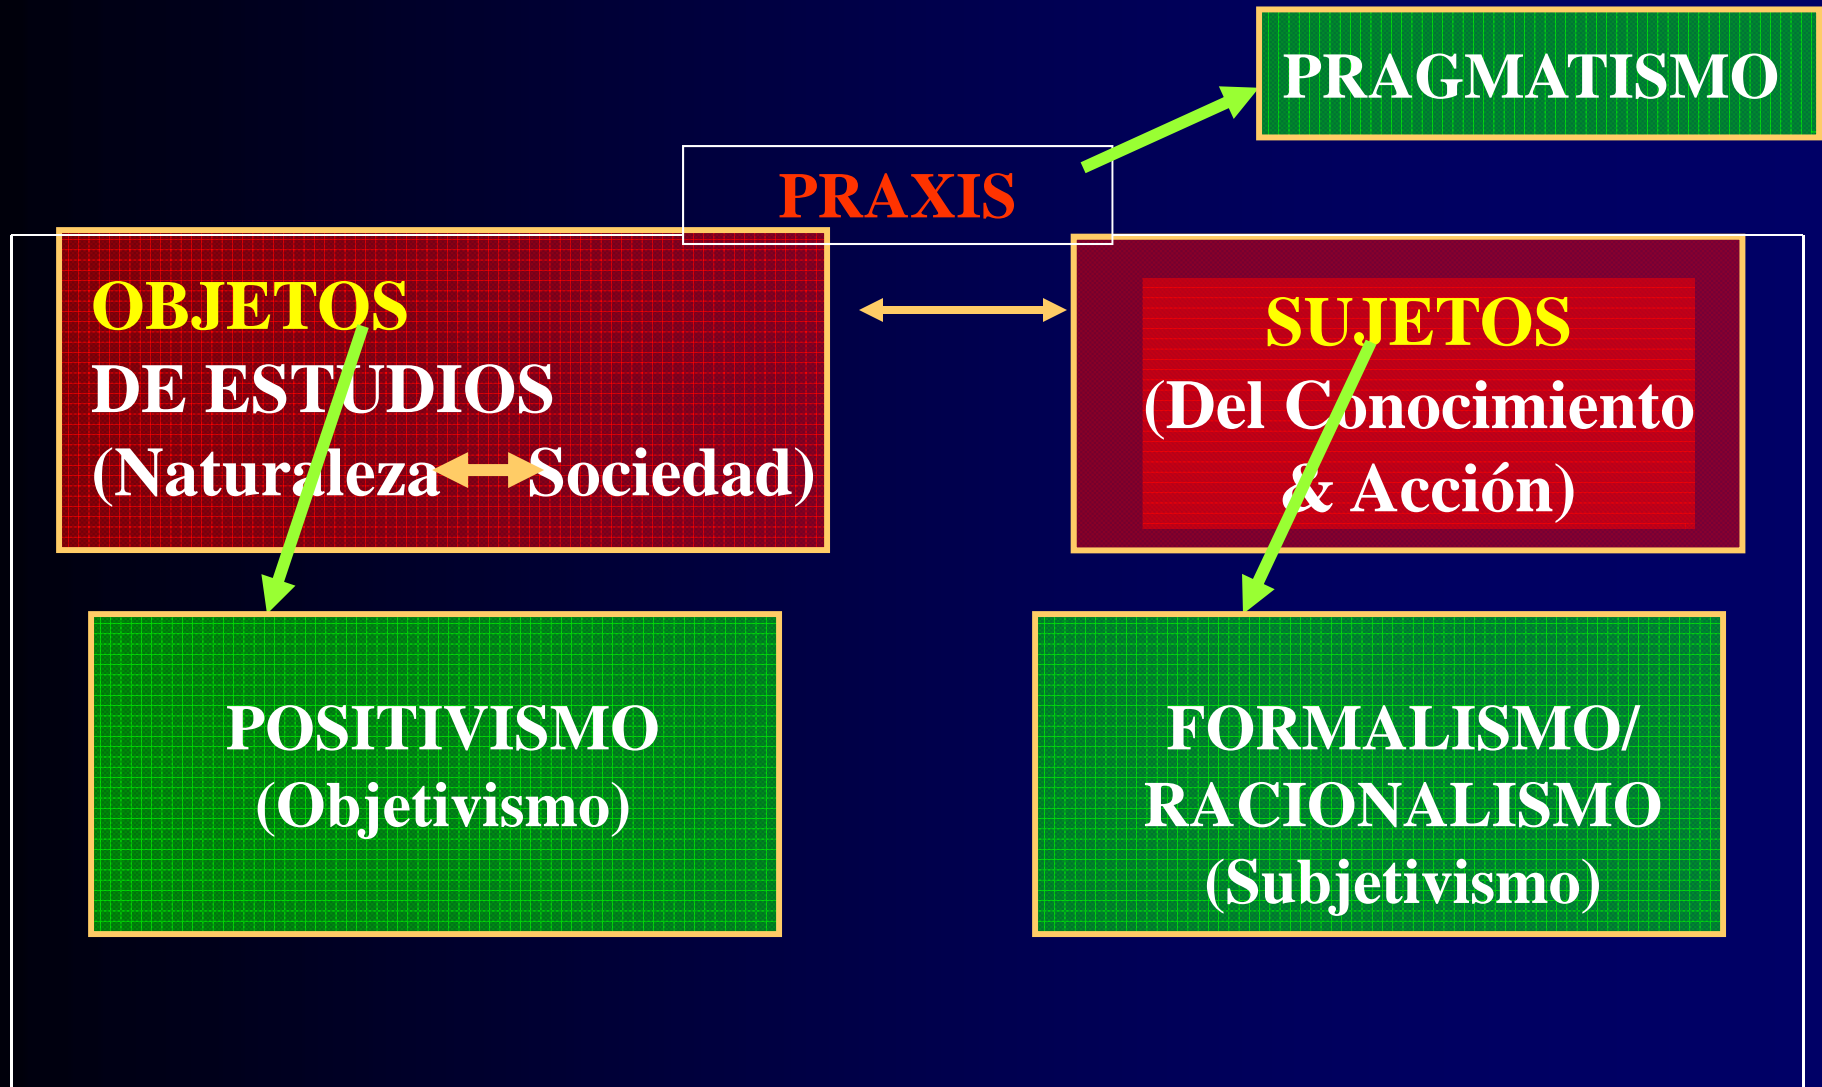 PRAGMATISMO
PRAXIS
OBJETOS
DE ESTUDIOS
(Naturaleza Sociedad)
SUJETOS
(Del Conocimiento
& Acción)
POSITIVISMO
(Objetivismo)
FORMALISMO/
RACIONALISMO
(Subjetivismo)